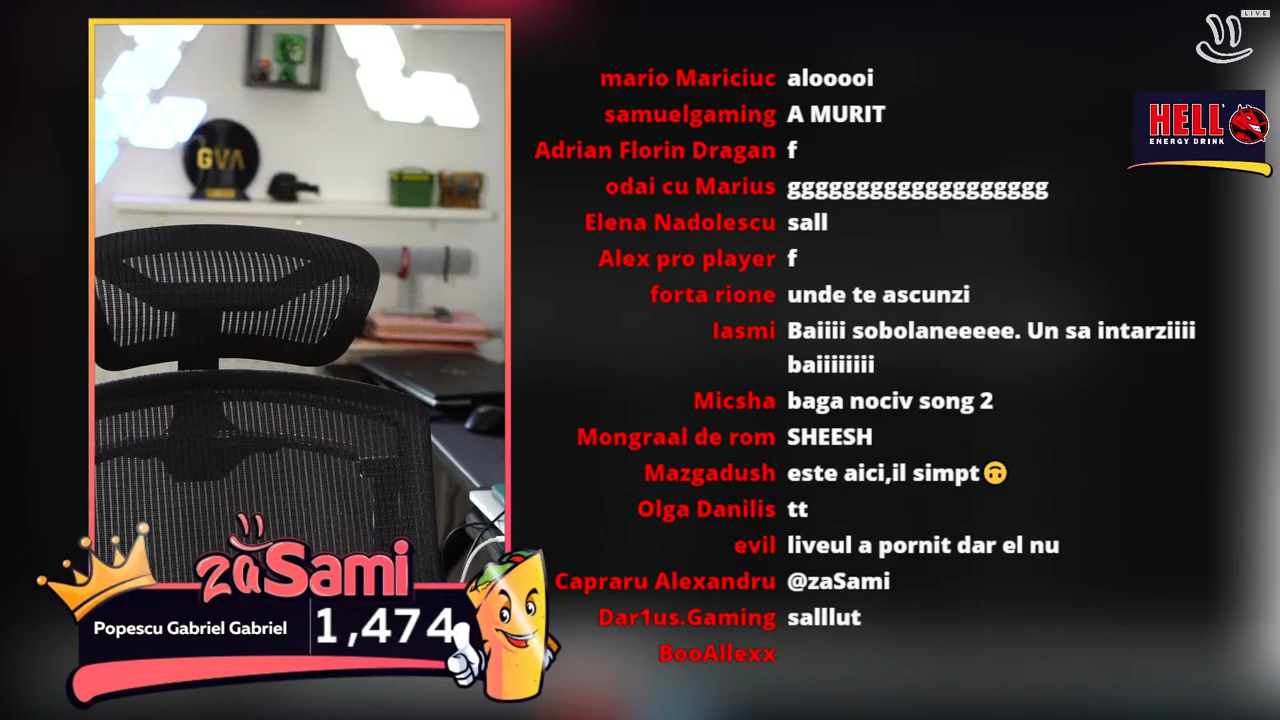 LIVE
HELL
ENERGY DRINK
GVA
mario Mariciuc alooooi
samuelgaming A MURIT
Adrian Florin Dragan f
odai cu Marius ggggggggggggggggggg
Elena Nadolescu sall
Alex pro player f
forta rione unde te ascunzi
Iasmi Baiiii sobolaneeeee. Un sa intarziiii
baiiiiiiii
Micsha baga nociv song 2
Mongraal de rom SHEESH
Mazgadush este aici,il simpt🙃
Olga Danilis tt
evil liveul a pornit dar el nu
Capraru Alexandru @zaSami
Dar1us.Gaming salllut
BooAllexx
zaSami
Popescu Gabriel Gabriel 1,474